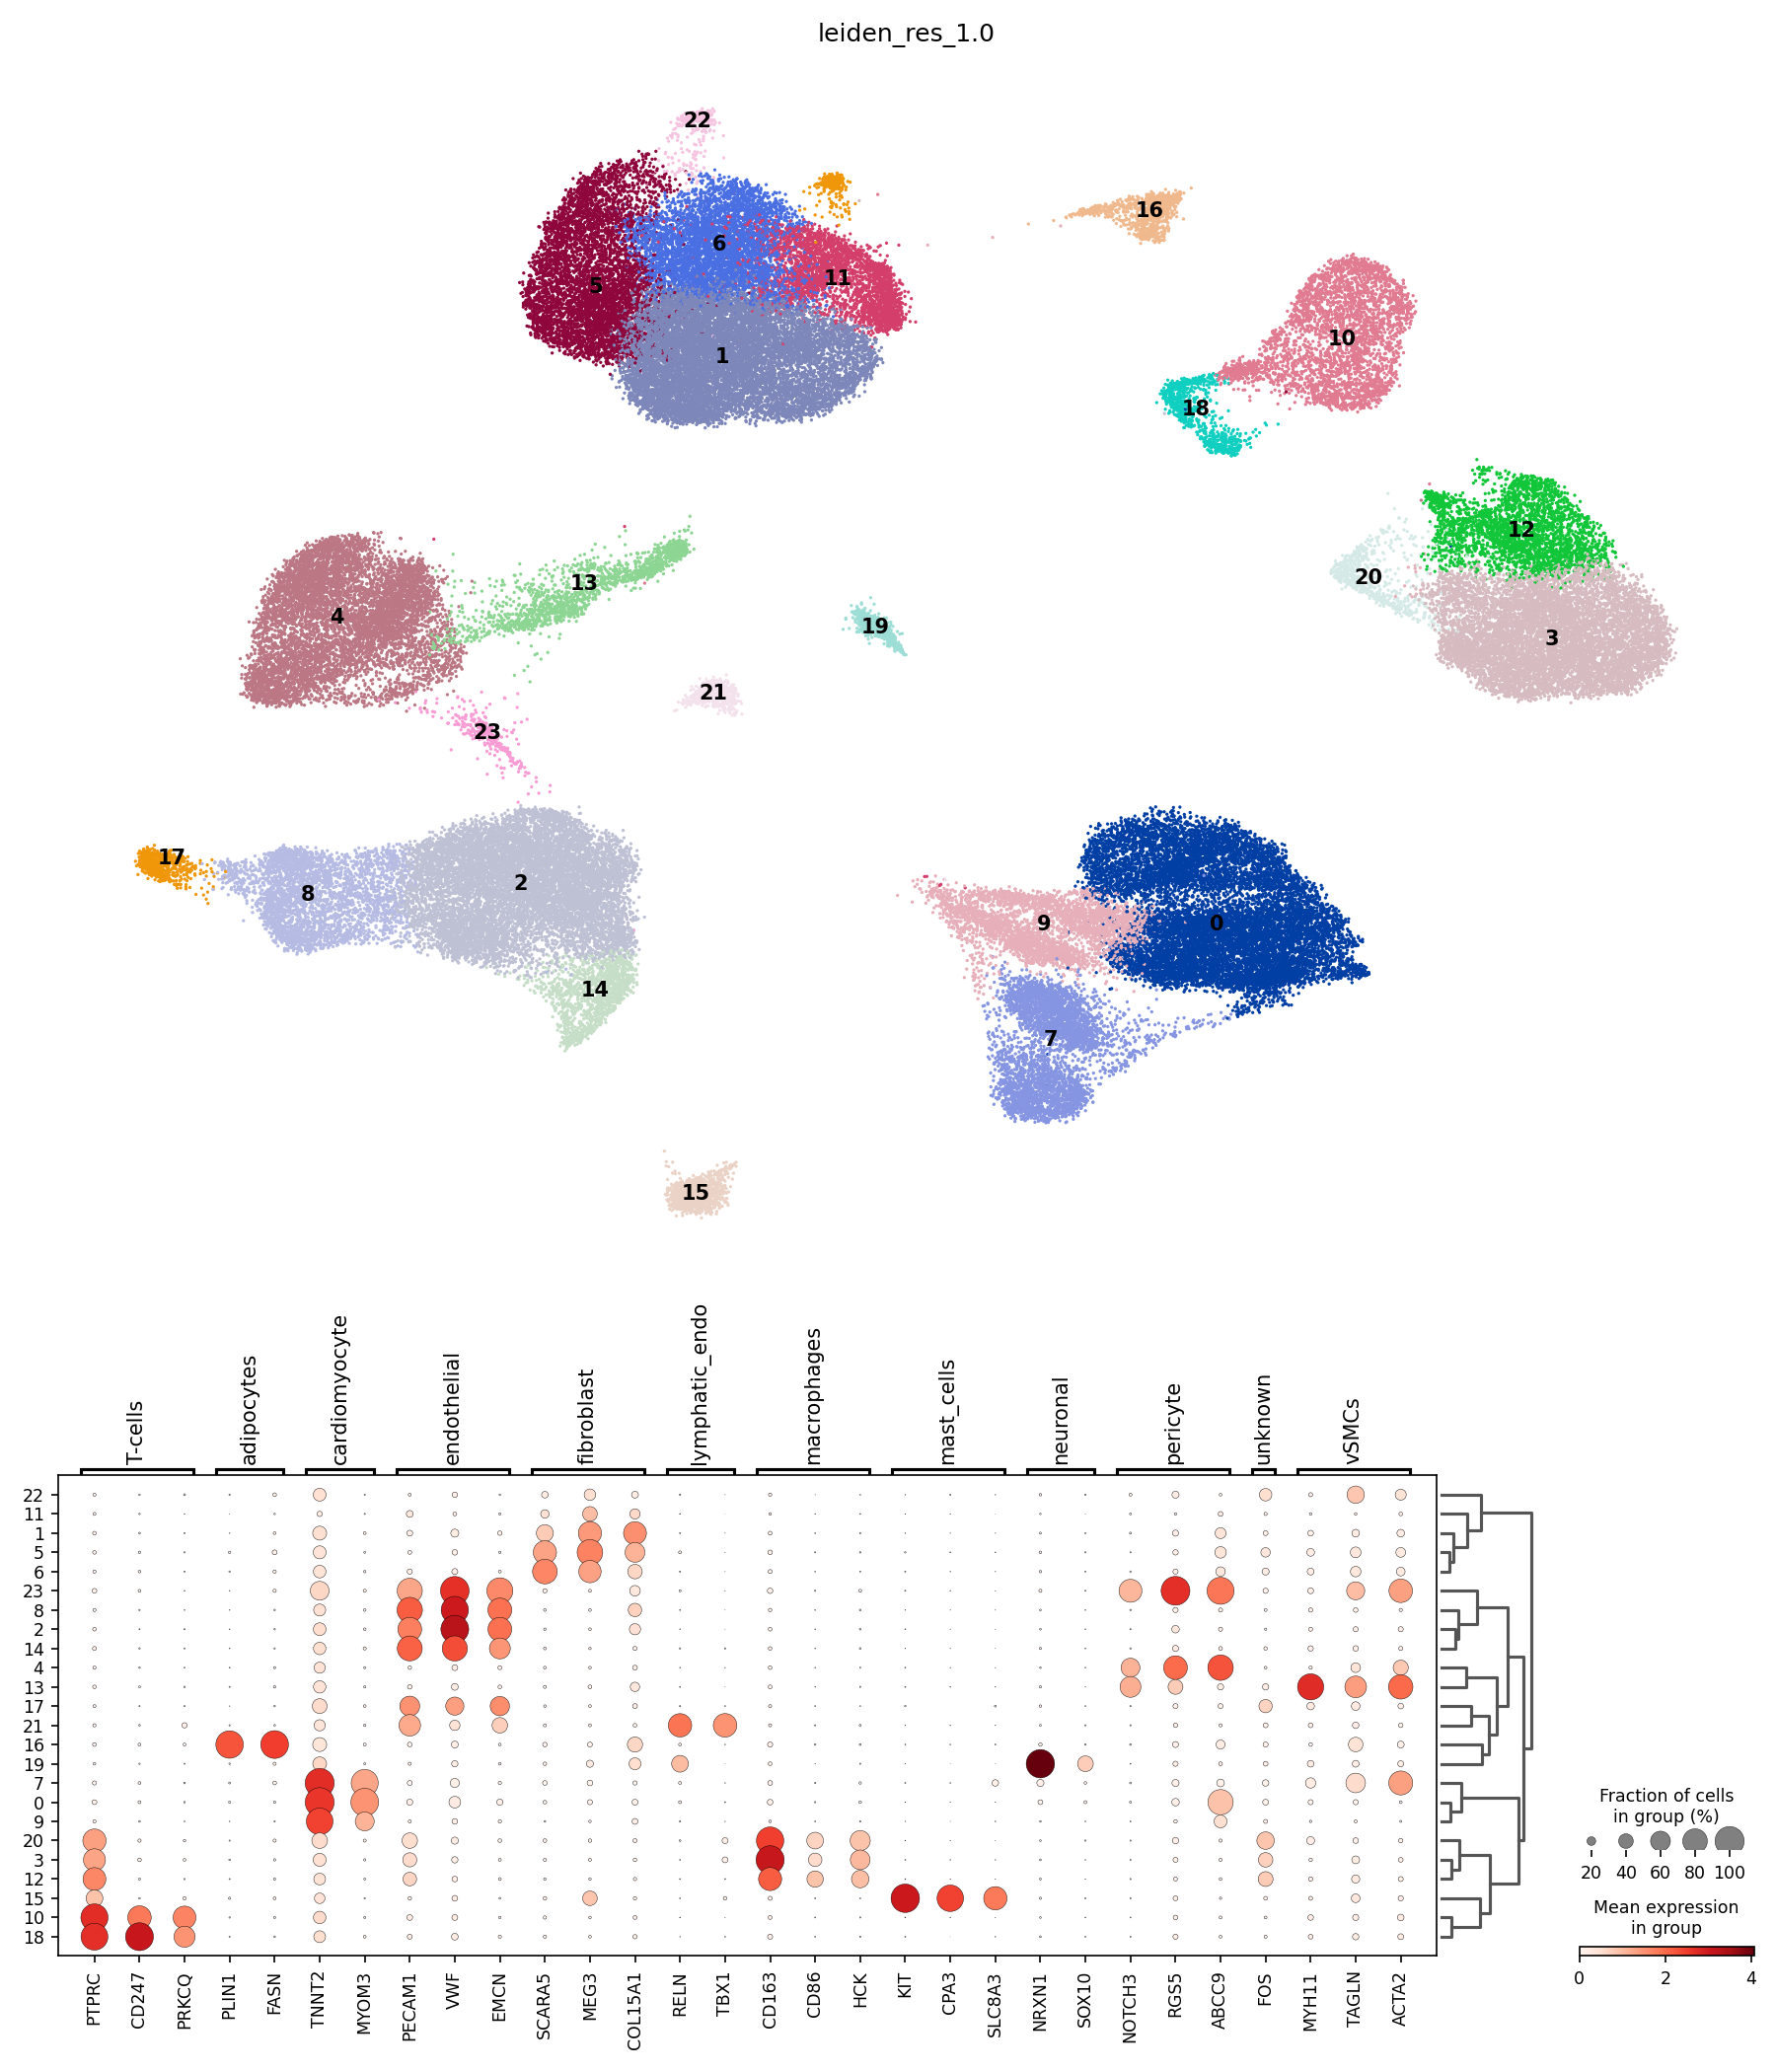 leiden_res_1.0
22
16
6
11
5
10
1
18
12
20
13
4
19
3
21
23
17
2
8
9
0
14
7
15
T-cells
adipocytes
cardiomyocyte
endothelial
fibroblast
lymphatic_endo
macrophages
mast_cells
neuronal
pericyte
unknown
vSMCs
22
11
1
5
6
23
8
2
14
4
13
17
21
16
19
7
0
9
20
3
12
15
10
18
PTPRC
CD247
PRKCQ
PLIN1
FASN
TNNT2
MYOM3
PECAM1
VWF
EMCN
SCARA5
MEG3
COL15A1
RELN
TBX1
CD163
CD86
HCK
KIT
CPA3
SLC8A3
NRXN1
SOX10
NOTCH3
RGS5
ABCC9
FOS
MYH11
TAGLN
ACTA2
Fraction of cells
in group (%)
20 40 60 80 100
Mean expression
in group
0 2 4